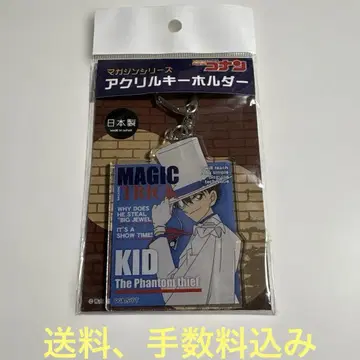 コナン
マガジンシリーズ
アクリルキーホルダー
日本製
made in japan
MAGIC
WHY DOES
HE STEAL
"BIG JEWEL
IT'S A
SHOW TIME!
KID
The Phantom thief
送料、手数料込み